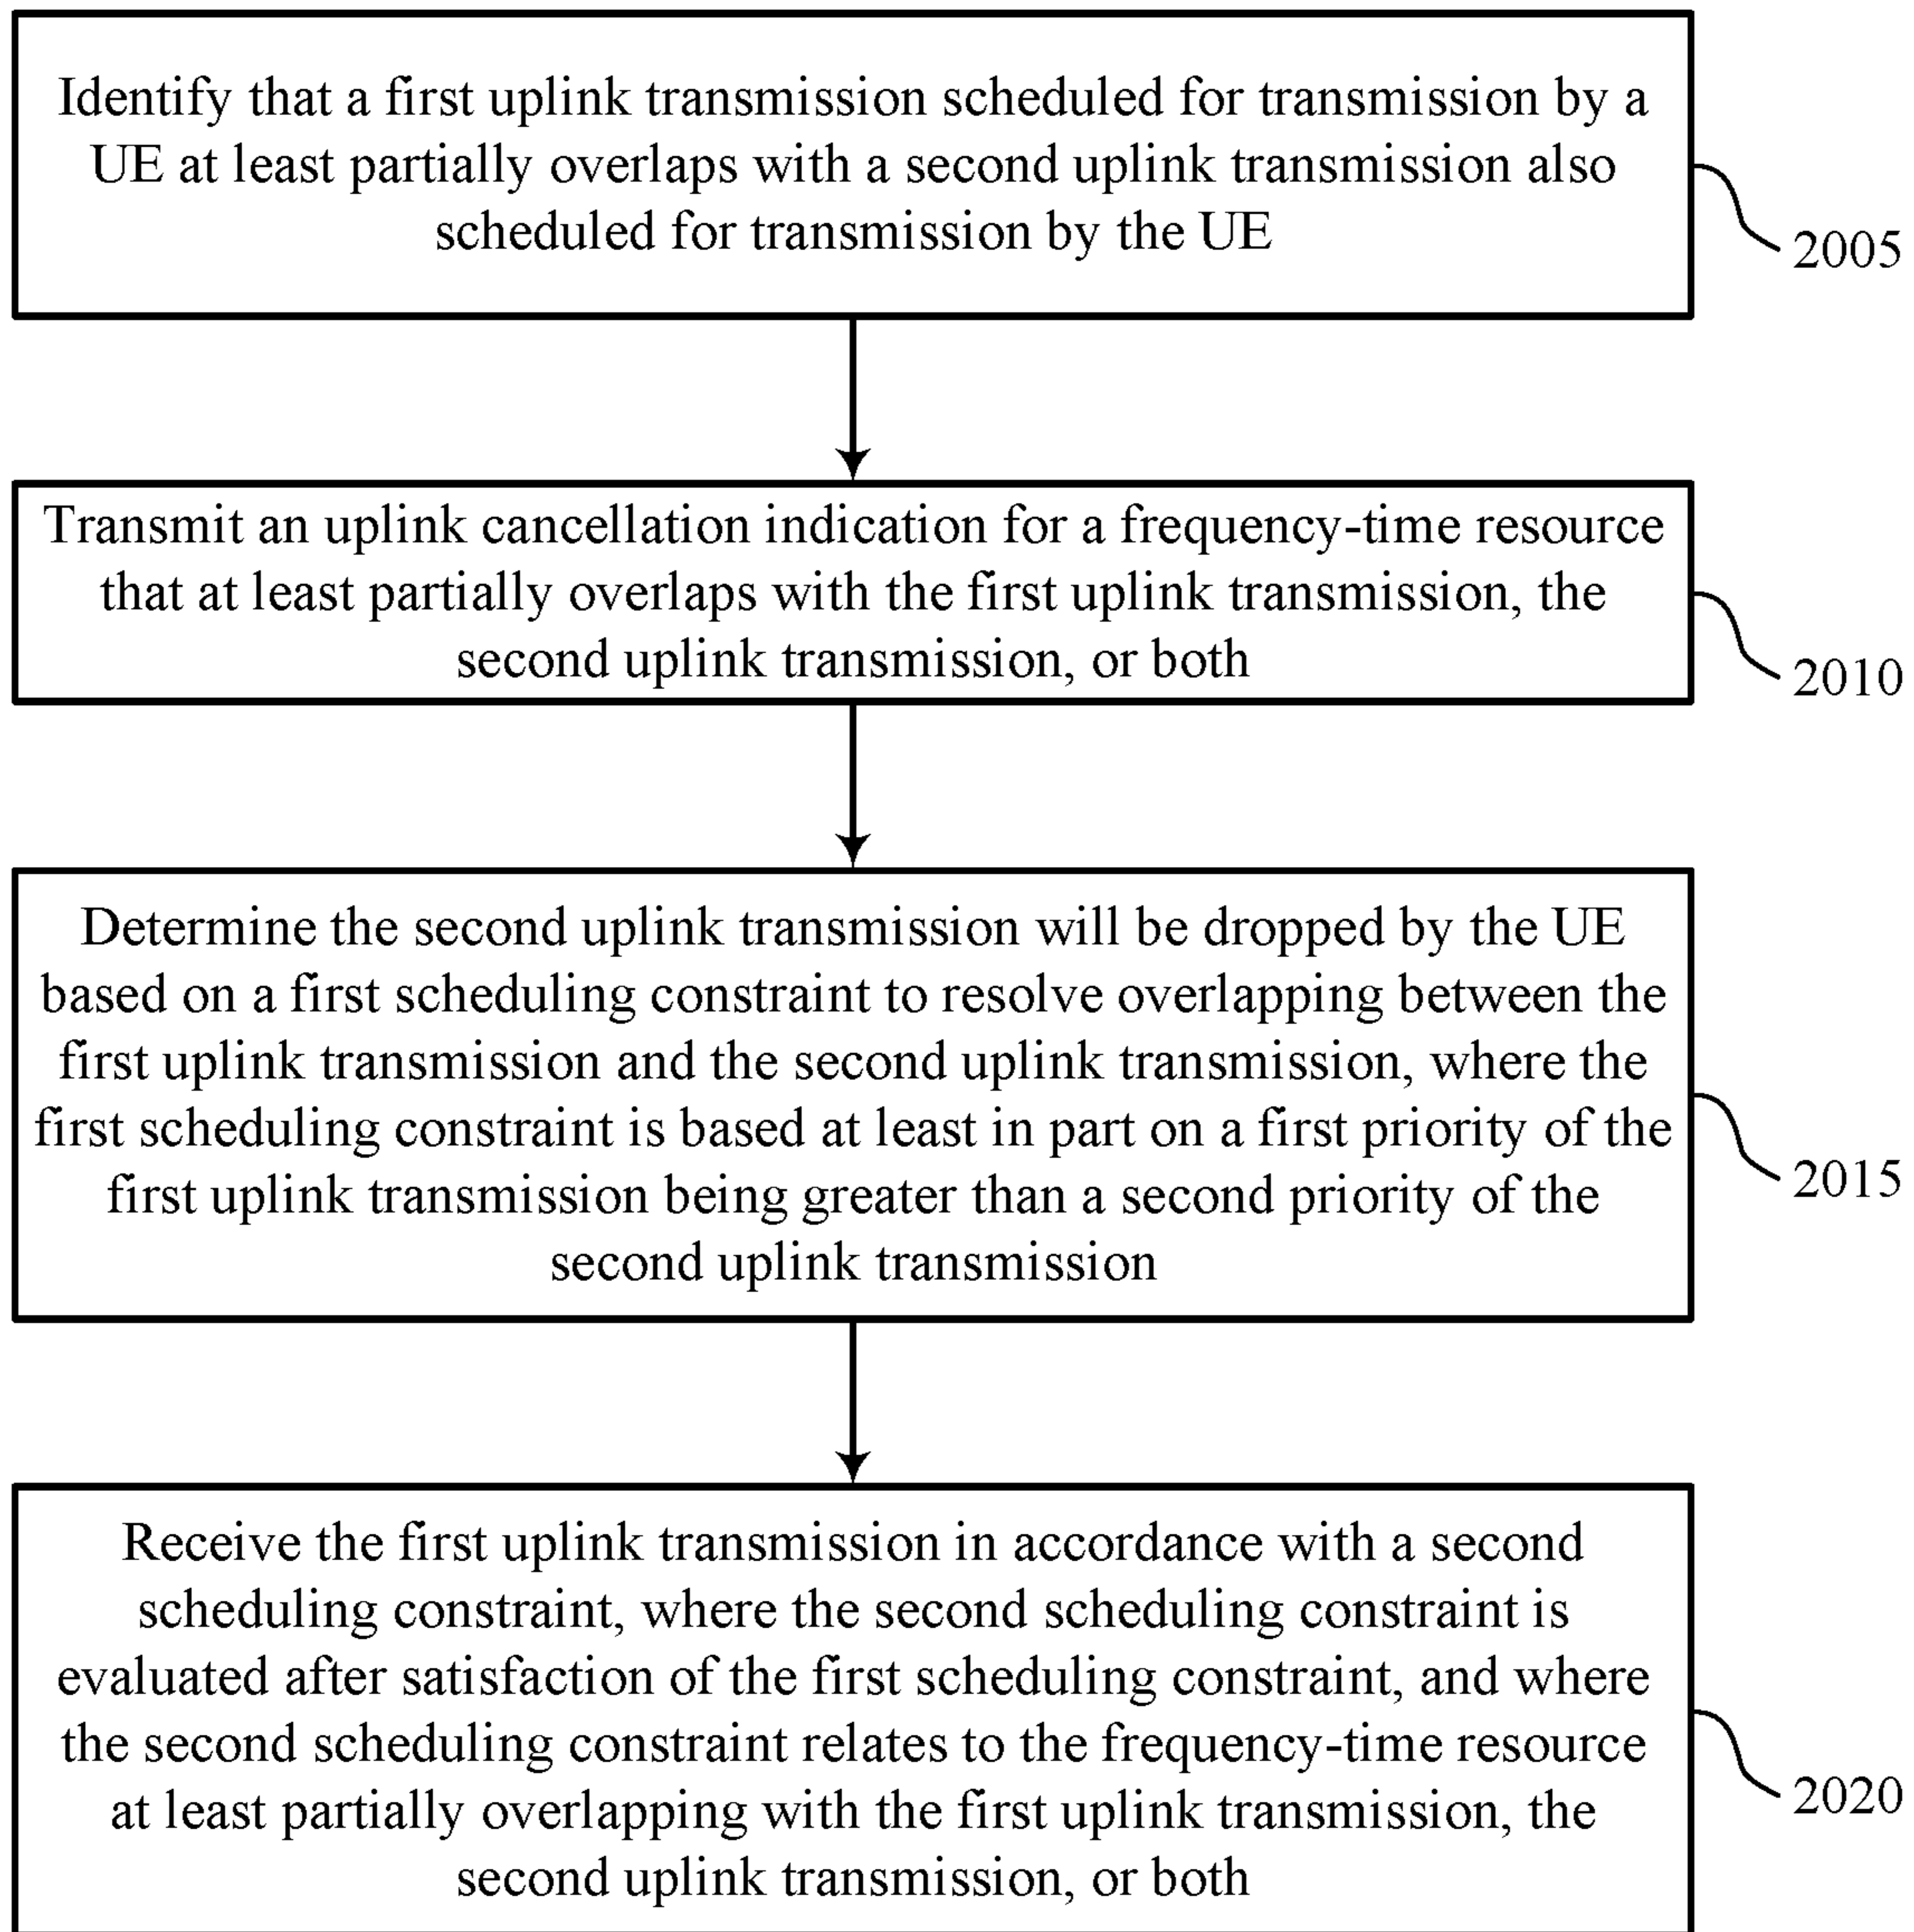 Identify that a first uplink transmission scheduled for transmission by a
UE at least partially overlaps with a second uplink transmission also
scheduled for transmission by the UE
2005
Transmit an uplink cancellation indication for a frequency-time resource
that at least partially overlaps with the first uplink transmission, the
second uplink transmission, or both
2010
Determine the second uplink transmission will be dropped by the UE
based on a first scheduling constraint to resolve overlapping between the
first uplink transmission and the second uplink transmission, where the
first scheduling constraint is based at least in part on a first priority of the
first uplink transmission being greater than a second priority of the
second uplink transmission
2015
Receive the first uplink transmission in accordance with a second
scheduling constraint, where the second scheduling constraint is
evaluated after satisfaction of the first scheduling constraint, and where
the second scheduling constraint relates to the frequency-time resource
at least partially overlapping with the first uplink transmission, the
second uplink transmission, or both
2020